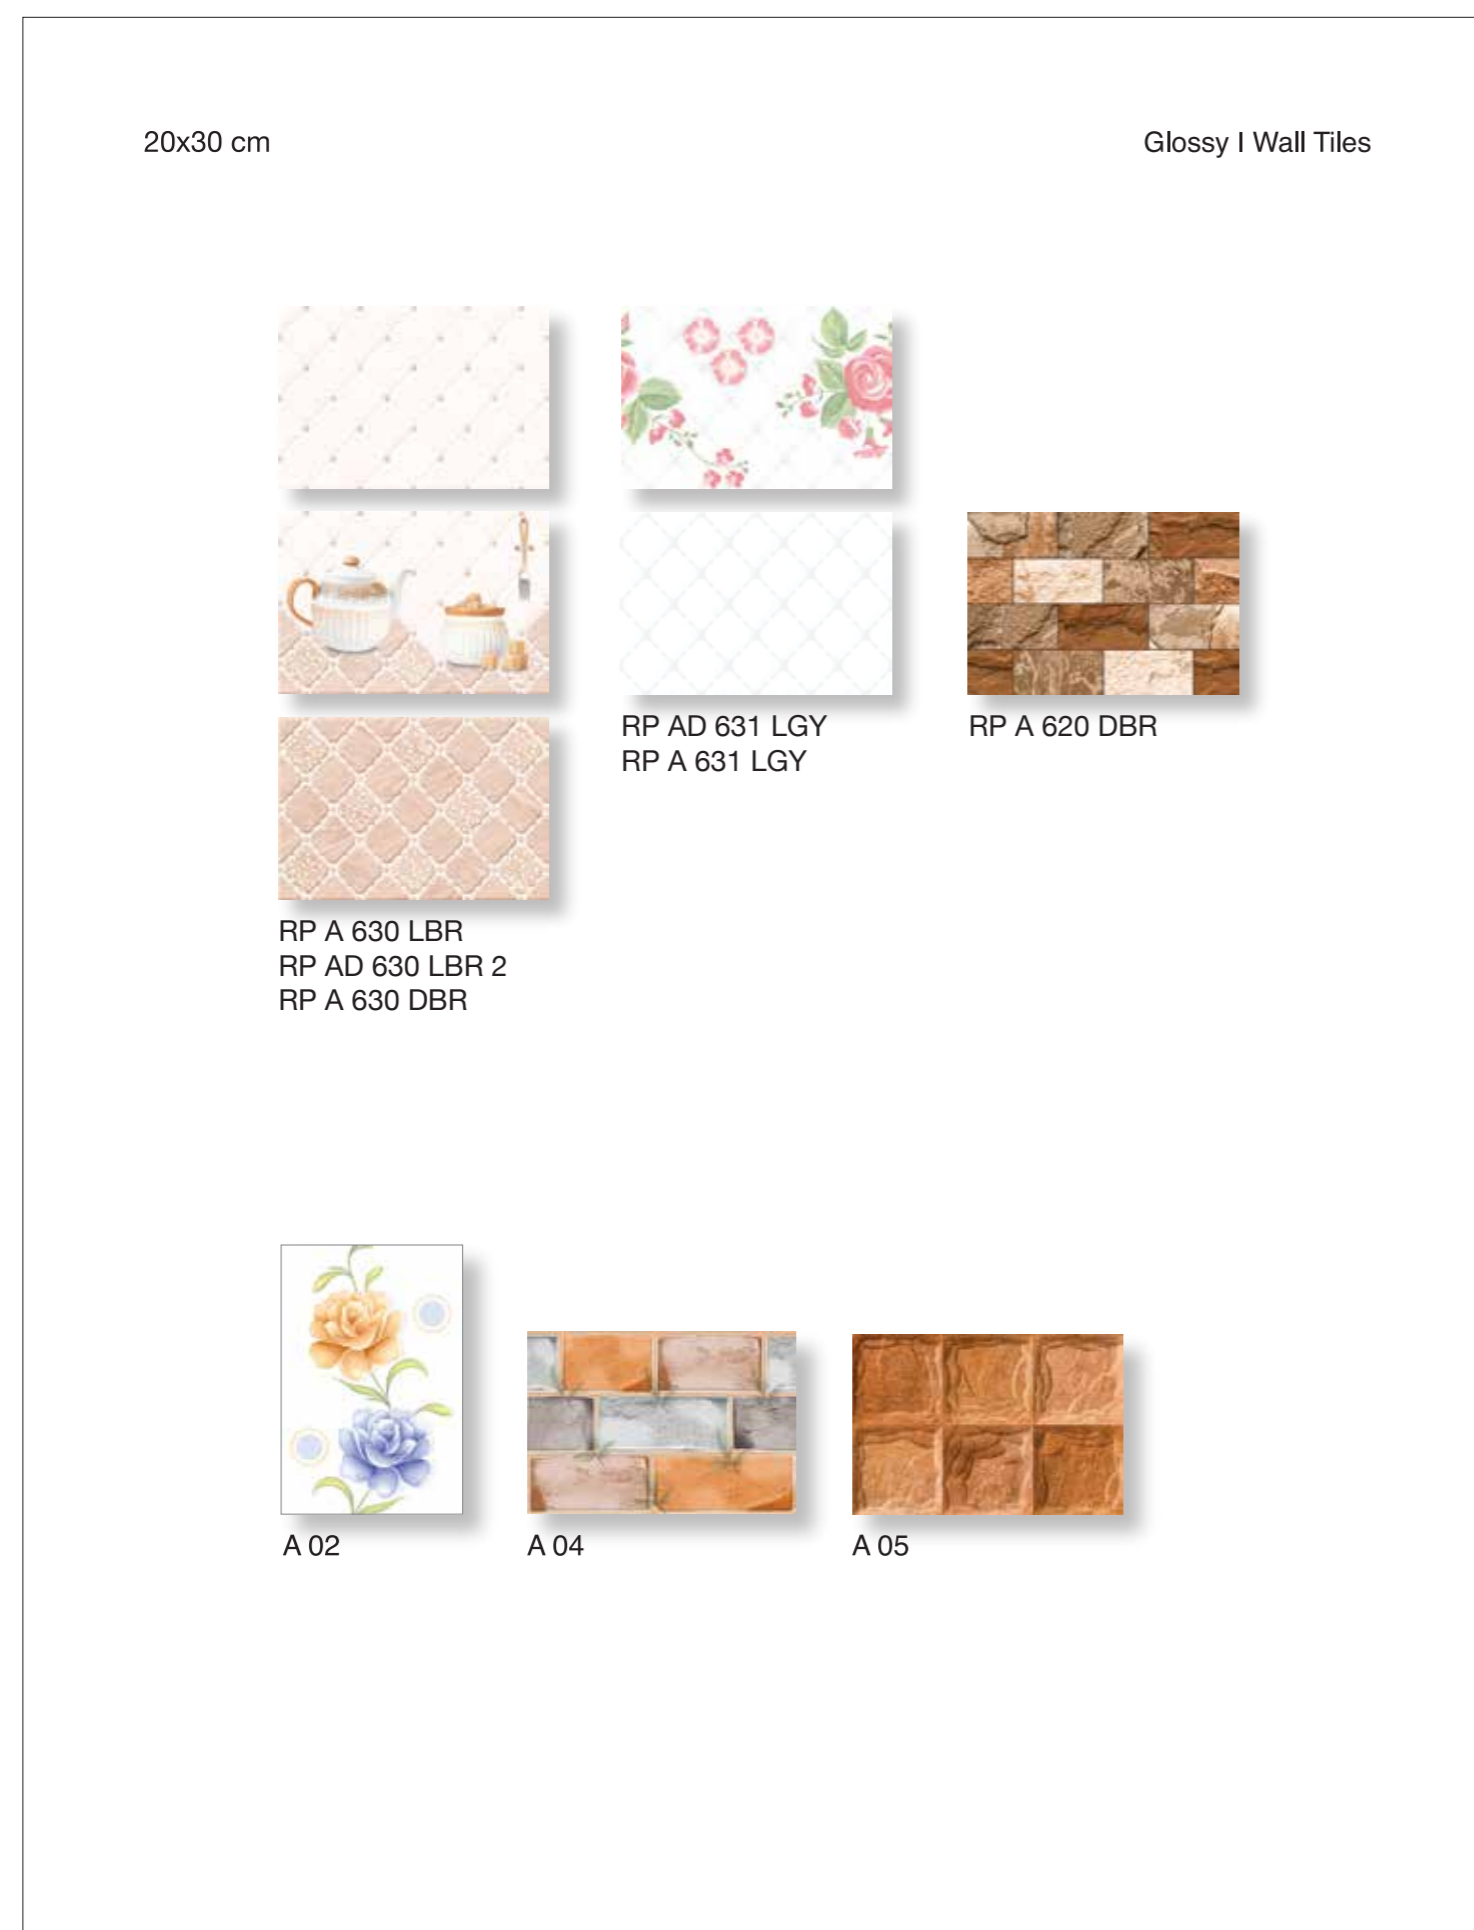 20x30 cm
Glossy I Wall Tiles
RP AD 631 LGY
RP A 631 LGY
RP A 620 DBR
RP A 630 LBR
RP AD 630 LBR 2
RP A 630 DBR
A 02
A 04
A 05